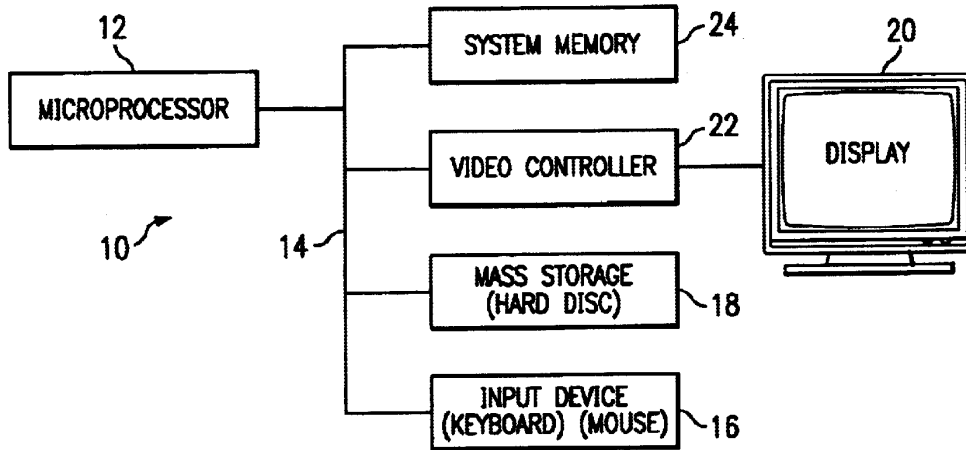 12
MICROPROCESSOR
10
14
SYSTEM MEMORY
24
VIDEO CONTROLLER
22
MASS STORAGE
(HARD DISC)
18
INPUT DEVICE
(KEYBOARD) (MOUSE)
16
20
DISPLAY